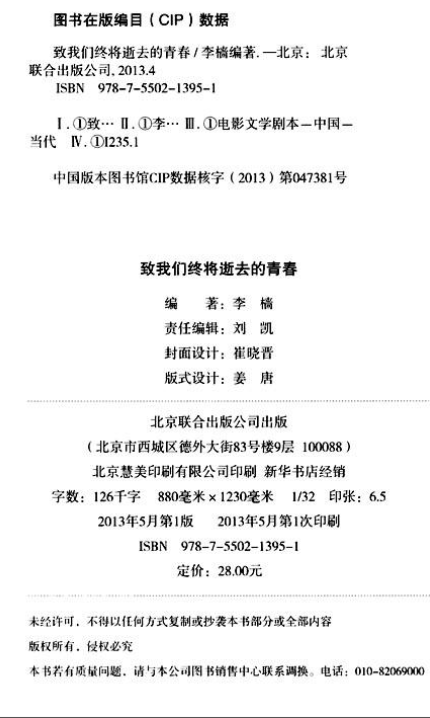 图书在版编目(CIP)数据
致我们终将逝去的青春/李樯编著.—北京：北京
联合出版公司,2013.4
ISBN 978-7-5502-1395-1
Ⅰ.①致… Ⅱ.①李… Ⅲ.①电影文学剧本－中国－
当代 Ⅳ.①I235.1
中国版本图书馆CIP数据核字(2013)第047381号
致我们终将逝去的青春
编 著：李 樯
责任编辑：刘 凯
封面设计：崔晓晋
版式设计：姜 唐
北京联合出版公司出版
(北京市西城区德外大街83号楼9层 100088)
北京慧美印刷有限公司印刷 新华书店经销
字数：126千字 880毫米×1230毫米 1/32 印张：6.5
2013年5月第1版 2013年5月第1次印刷
ISBN 978-7-5502-1395-1
定价：28.00元
未经许可，不得以任何方式复制或抄袭本书部分或全部内容
版权所有，侵权必究
本书若有质量问题，请与本公司图书销售中心联系调换。电话：010-82069000